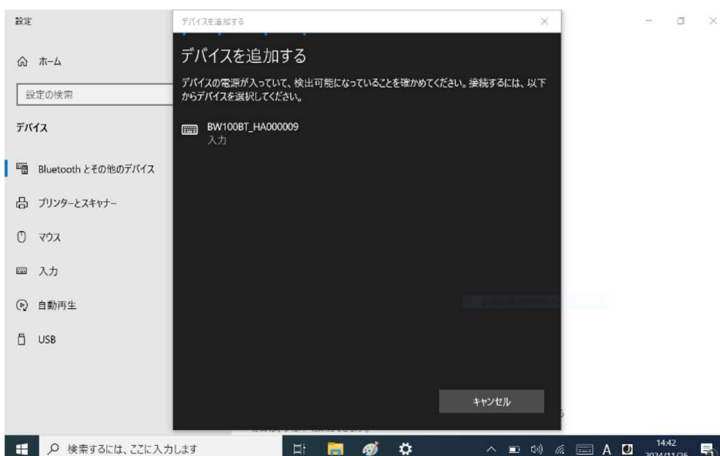 設定
デバイスを追加する
ホーム
デバイスを追加する
デバイスの電源が入っていて、検出可能になっていることを確かめてください。接続するには、以下
からデバイスを選択してください。
設定の検索
デバイス
BW100BT_HA000009
入力
Bluetooth とその他のデバイス
プリンターとスキャナー
マウス
入力
自動再生
USB
キャンセル
検索するには、ここに入力します
A
14:42
2024/11/26